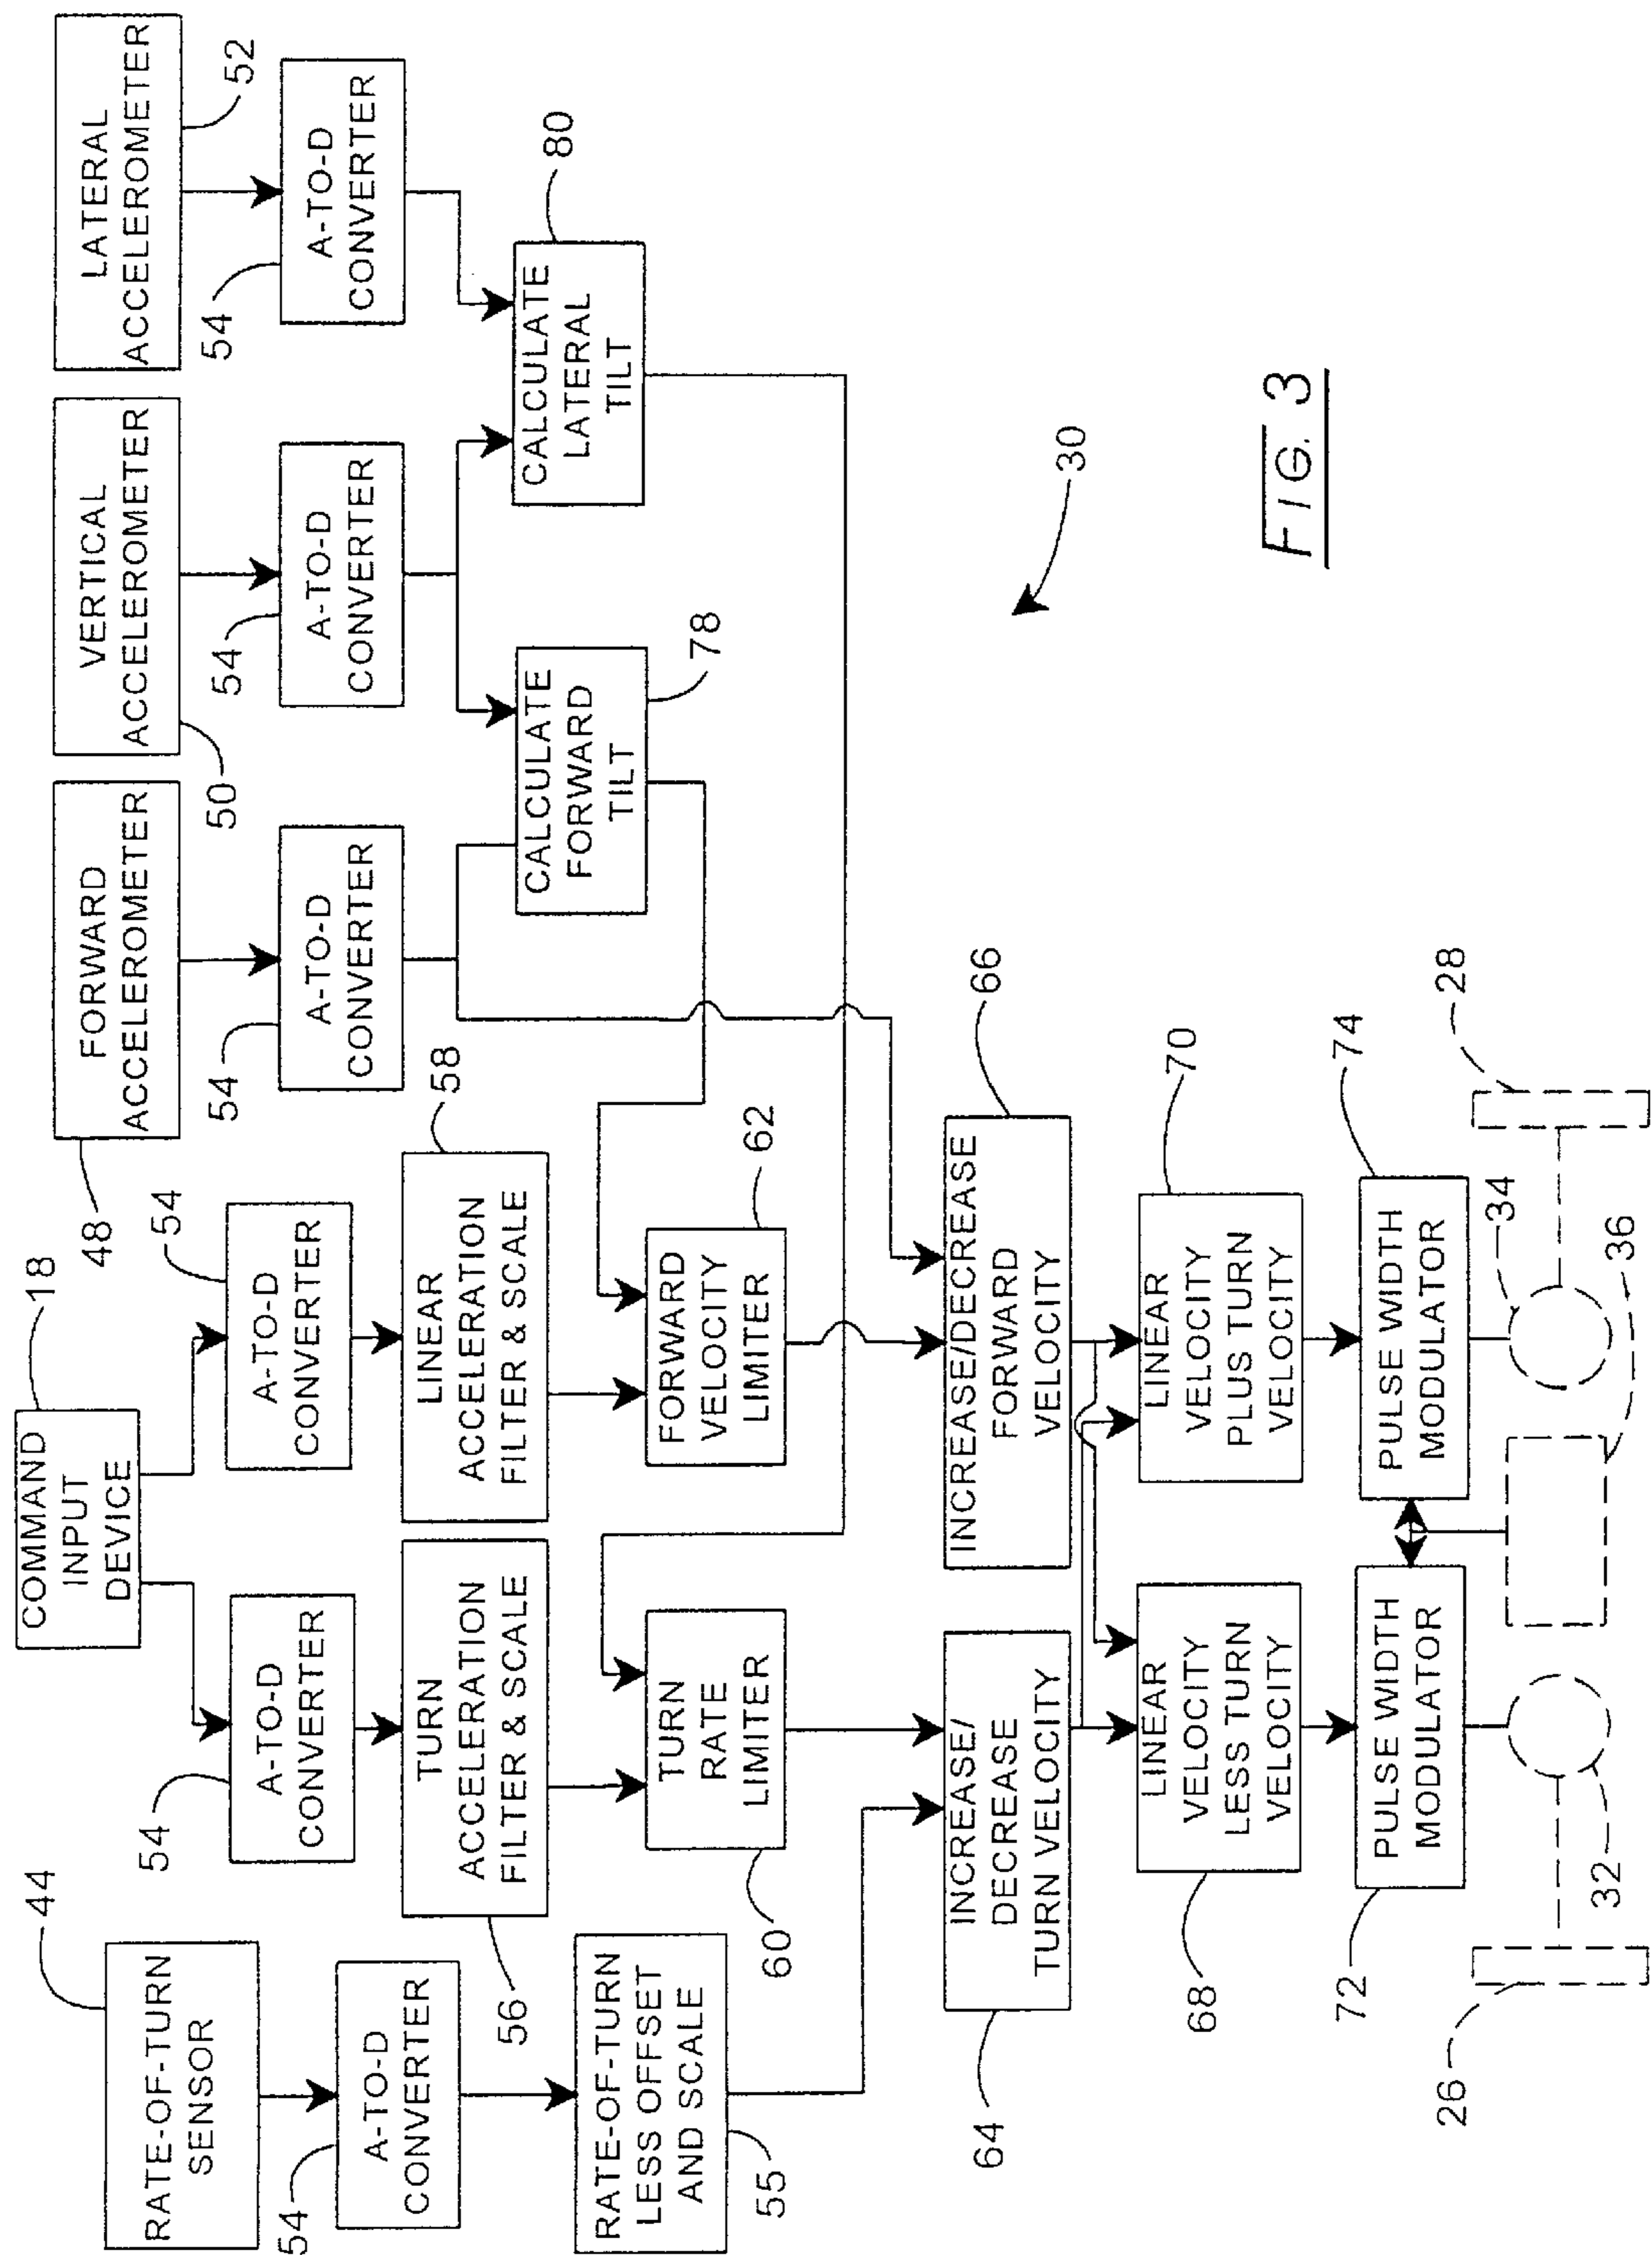 LATERAL
ACCELEROMETER
52
VERTICAL
ACCELEROMETER
50
FORWARD
ACCELEROMETER
48
COMMAND
INPUT
DEVICE
18
RATE-OF-TURN
SENSOR
44
A-TO-D
CONVERTER
54
A-TO-D
CONVERTER
54
A-TO-D
CONVERTER
54
A-TO-D
CONVERTER
54
A-TO-D
CONVERTER
54
A-TO-D
CONVERTER
54
RATE-OF-TURN
LESS OFFSET
AND SCALE
55
TURN
ACCELERATION
FILTER & SCALE
56
LINEAR
ACCELERATION
FILTER & SCALE
58
CALCULATE
FORWARD
TILT
78
CALCULATE
LATERAL
TILT
80
TURN
RATE
LIMITER
60
FORWARD
VELOCITY
LIMITER
62
INCREASE/
DECREASE
TURN VELOCITY
64
INCREASE/DECREASE
FORWARD
VELOCITY
66
LINEAR
VELOCITY
LESS TURN
VELOCITY
68
LINEAR
VELOCITY
PLUS TURN
VELOCITY
70
PULSE WIDTH
MODULATOR
72
PULSE WIDTH
MODULATOR
74
26
32
36
34
28
30
FIG. 3